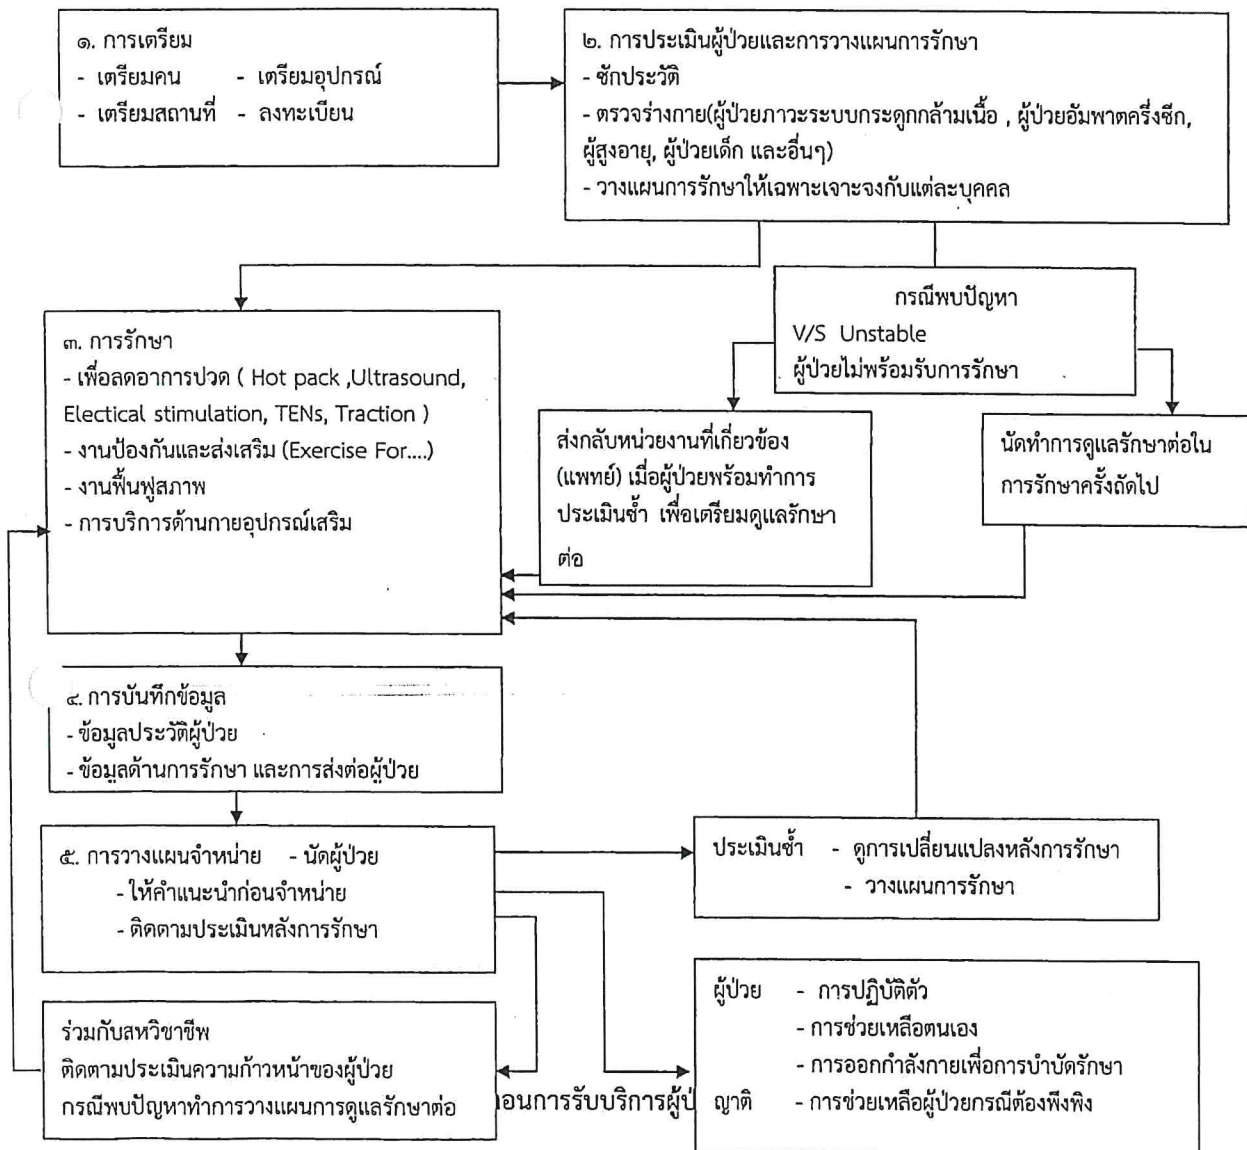 ๑. การเตรียม
- เตรียมคน - เตรียมอุปกรณ์
- เตรียมสถานที่ - ลงทะเบียน
๒. การประเมินผู้ป่วยและการวางแผนการรักษา
- ซักประวัติ
- ตรวจร่างกาย(ผู้ป่วยภาวะระบบกระดูกกล้ามเนื้อ , ผู้ป่วยอัมพาตครึ่งซีก,
ผู้สูงอายุ, ผู้ป่วยเด็ก และอื่นๆ)
- วางแผนการรักษาให้เฉพาะเจาะจงกับแต่ละบุคคล
กรณีพบปัญหา
V/S Unstable
ผู้ป่วยไม่พร้อมรับการรักษา
๓. การรักษา
- เพื่อลดอาการปวด ( Hot pack ,Ultrasound,
Electical stimulation, TENs, Traction )
- งานป้องกันและส่งเสริม (Exercise For....)
- งานฟื้นฟูสภาพ
- การบริการด้านกายอุปกรณ์เสริม
ส่งกลับหน่วยงานที่เกี่ยวข้อง
(แพทย์) เมื่อผู้ป่วยพร้อมทำการ
ประเมินซ้ำ เพื่อเตรียมดูแลรักษา
ต่อ
นัดทำการดูแลรักษาต่อใน
การรักษาครั้งถัดไป
๔. การบันทึกข้อมูล
- ข้อมูลประวัติผู้ป่วย
- ข้อมูลด้านการรักษา และการส่งต่อผู้ป่วย
๕. การวางแผนจำหน่าย - นัดผู้ป่วย
- ให้คำแนะนำก่อนจำหน่าย
- ติดตามประเมินหลังการรักษา
ประเมินซ้ำ - ดูการเปลี่ยนแปลงหลังการรักษา
- วางแผนการรักษา
ผู้ป่วย - การปฏิบัติตัว
- การช่วยเหลือตนเอง
- การออกกำลังกายเพื่อการบำบัดรักษา
ญาติ - การช่วยเหลือผู้ป่วยกรณีต้องพึ่งพิง
ร่วมกับสหวิชาชีพ
ติดตามประเมินความก้าวหน้าของผู้ป่วย
กรณีพบปัญหาทำการวางแผนการดูแลรักษาต่อ
อนการรับบริการผู้ป